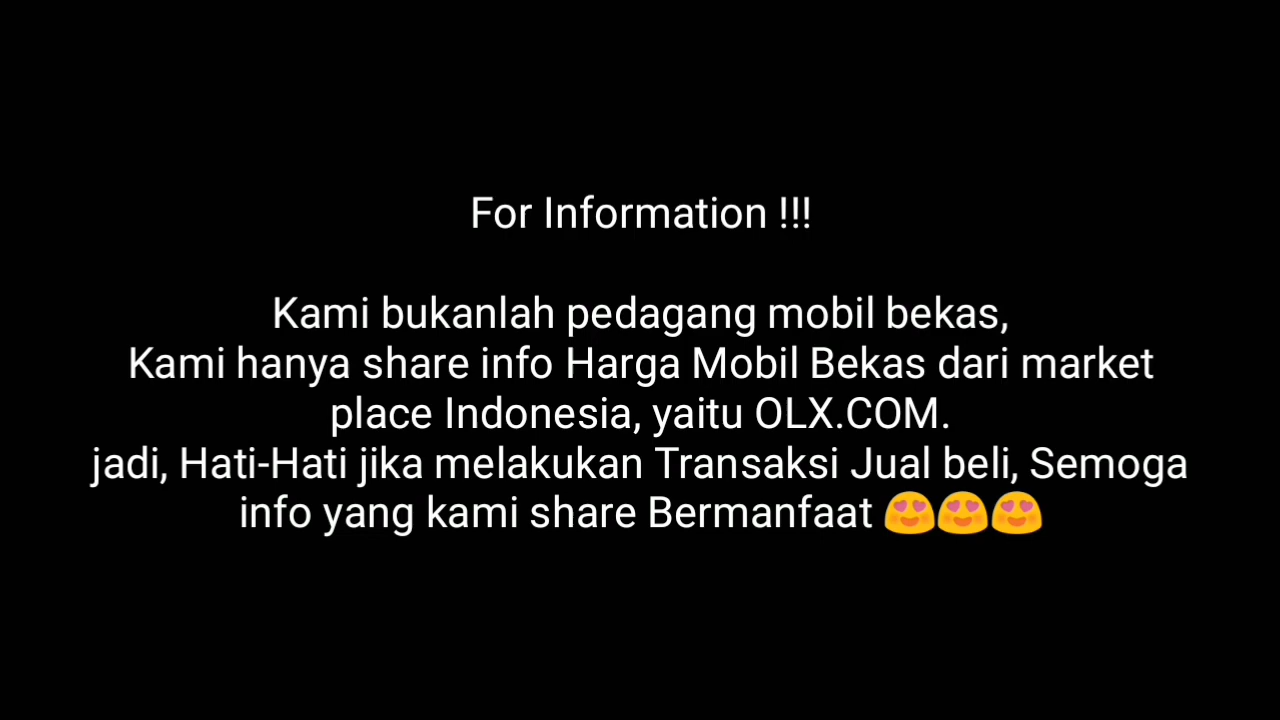 For Information !!!
Kami bukanlah pedagang mobil bekas,
Kami hanya share info Harga Mobil Bekas dari market
place Indonesia, yaitu OLX.COM.
jadi, Hati-Hati jika melakukan Transaksi Jual beli, Semoga
info yang kami share Bermanfaat 😍😍😍